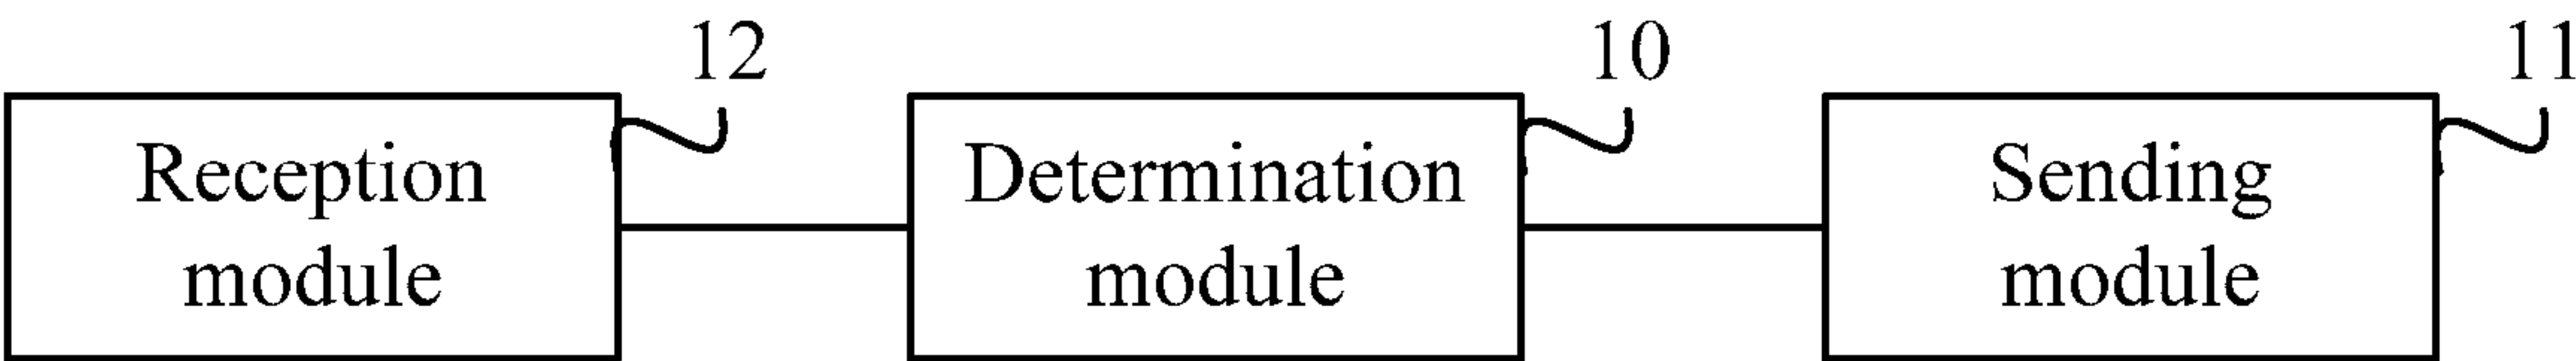 12
10
11
Reception
module
Determination
module
Sending
module